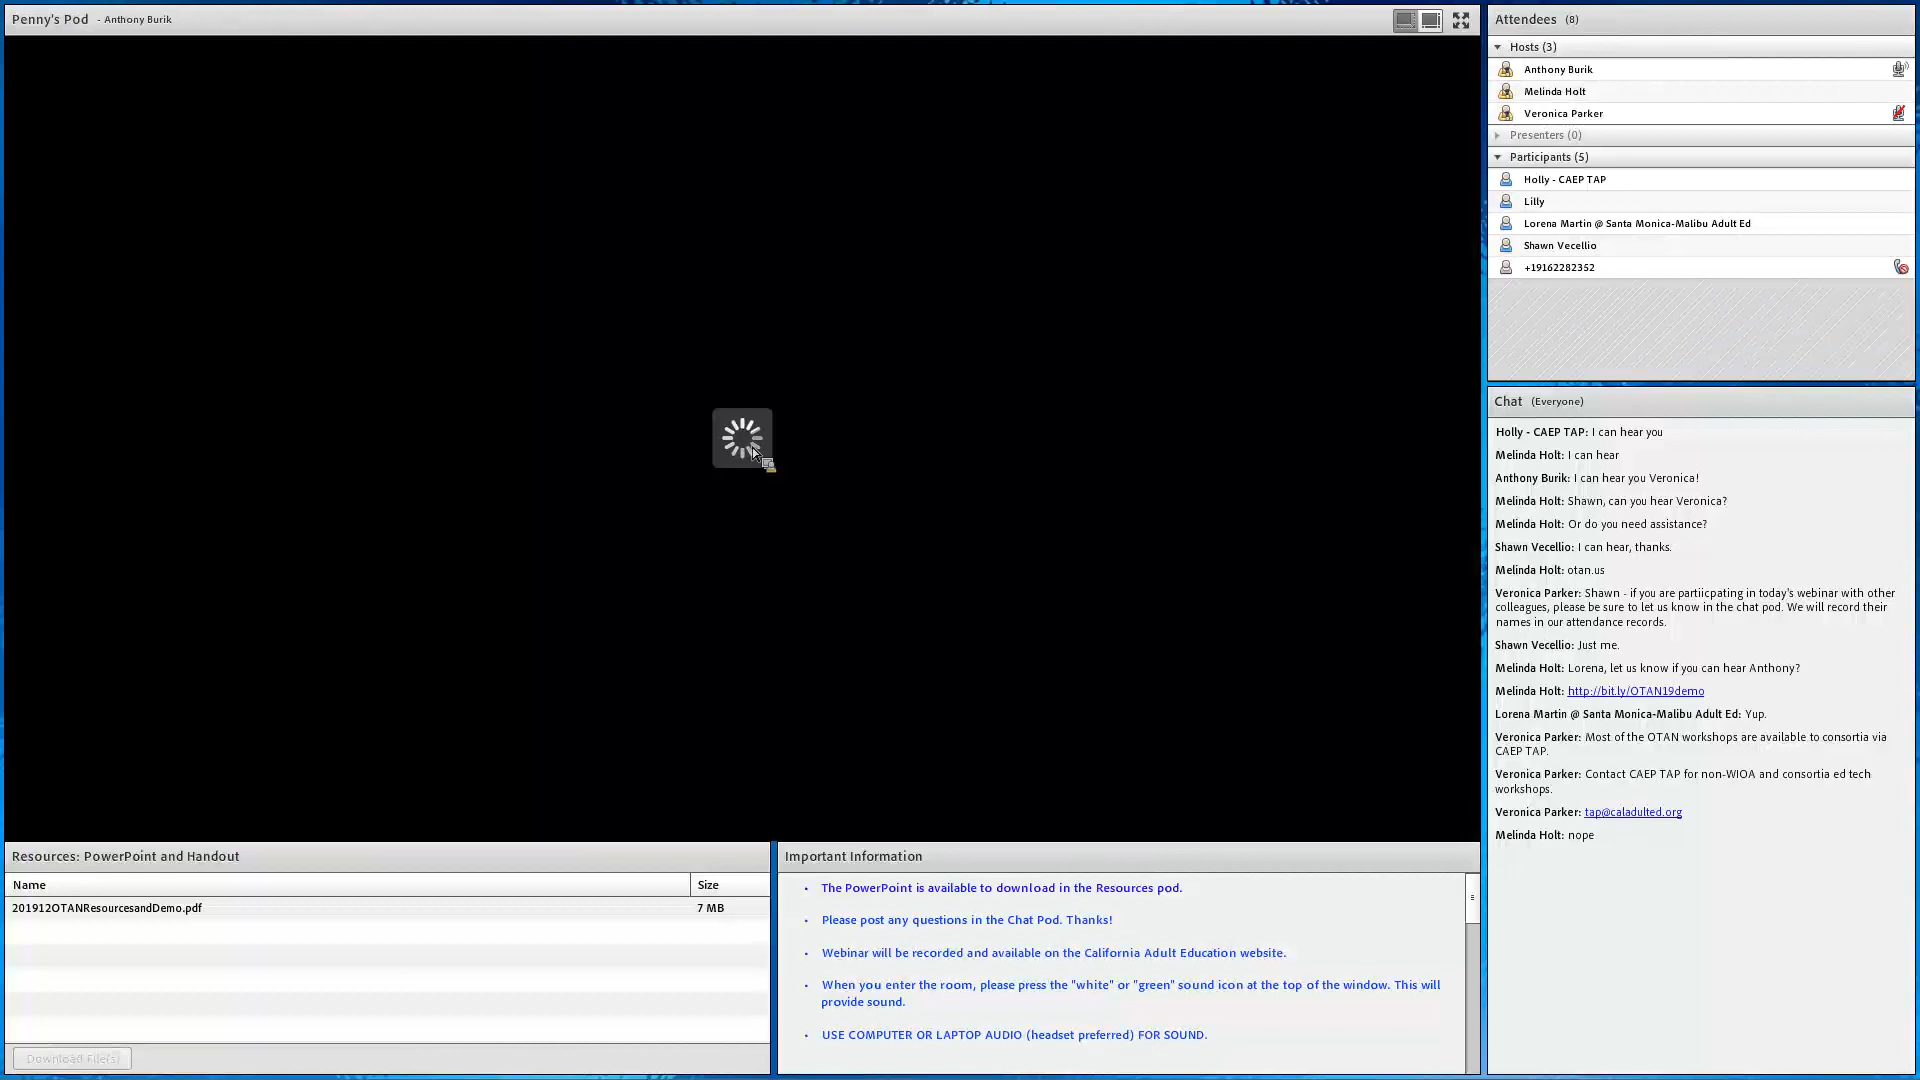 Penny's Pod - Anthony Burik
Attendees (8)
Hosts (3)
Anthony Burik
Melinda Holt
Veronica Parker
Presenters (0)
Participants (5)
Holly - CAEP TAP
Lilly
Lorena Martin @ Santa Monica-Malibu Adult Ed
Shawn Vecellio
+19162282352
Chat (Everyone)
Holly - CAEP TAP: I can hear you
Melinda Holt: I can hear
Anthony Burik: I can hear you Veronica!
Melinda Holt: Shawn, can you hear Veronica?
Melinda Holt: Or do you need assistance?
Shawn Vecellio: I can hear, thanks.
Melinda Holt: otan.us
Veronica Parker: Shawn - if you are partiicpating in today's webinar with other
colleagues, please be sure to let us know in the chat pod. We will record their
names in our attendance records.
Shawn Vecellio: Just me.
Melinda Holt: Lorena, let us know if you can hear Anthony?
Melinda Holt: http://bit.ly/OTAN19demo
Lorena Martin @ Santa Monica-Malibu Adult Ed: Yup.
Veronica Parker: Most of the OTAN workshops are available to consortia via
CAEP TAP.
Veronica Parker: Contact CAEP TAP for non-WIOA and consortia ed tech
workshops.
Veronica Parker: tap@caladulted.org
Melinda Holt: nope
Resources: PowerPoint and Handout
Name Size
201912OTANResourcesandDemo.pdf 7 MB
Download File(s)
Important Information
• The PowerPoint is available to download in the Resources pod.
• Please post any questions in the Chat Pod. Thanks!
• Webinar will be recorded and available on the California Adult Education website.
• When you enter the room, please press the "white" or "green" sound icon at the top of the window. This will
provide sound.
• USE COMPUTER OR LAPTOP AUDIO (headset preferred) FOR SOUND.